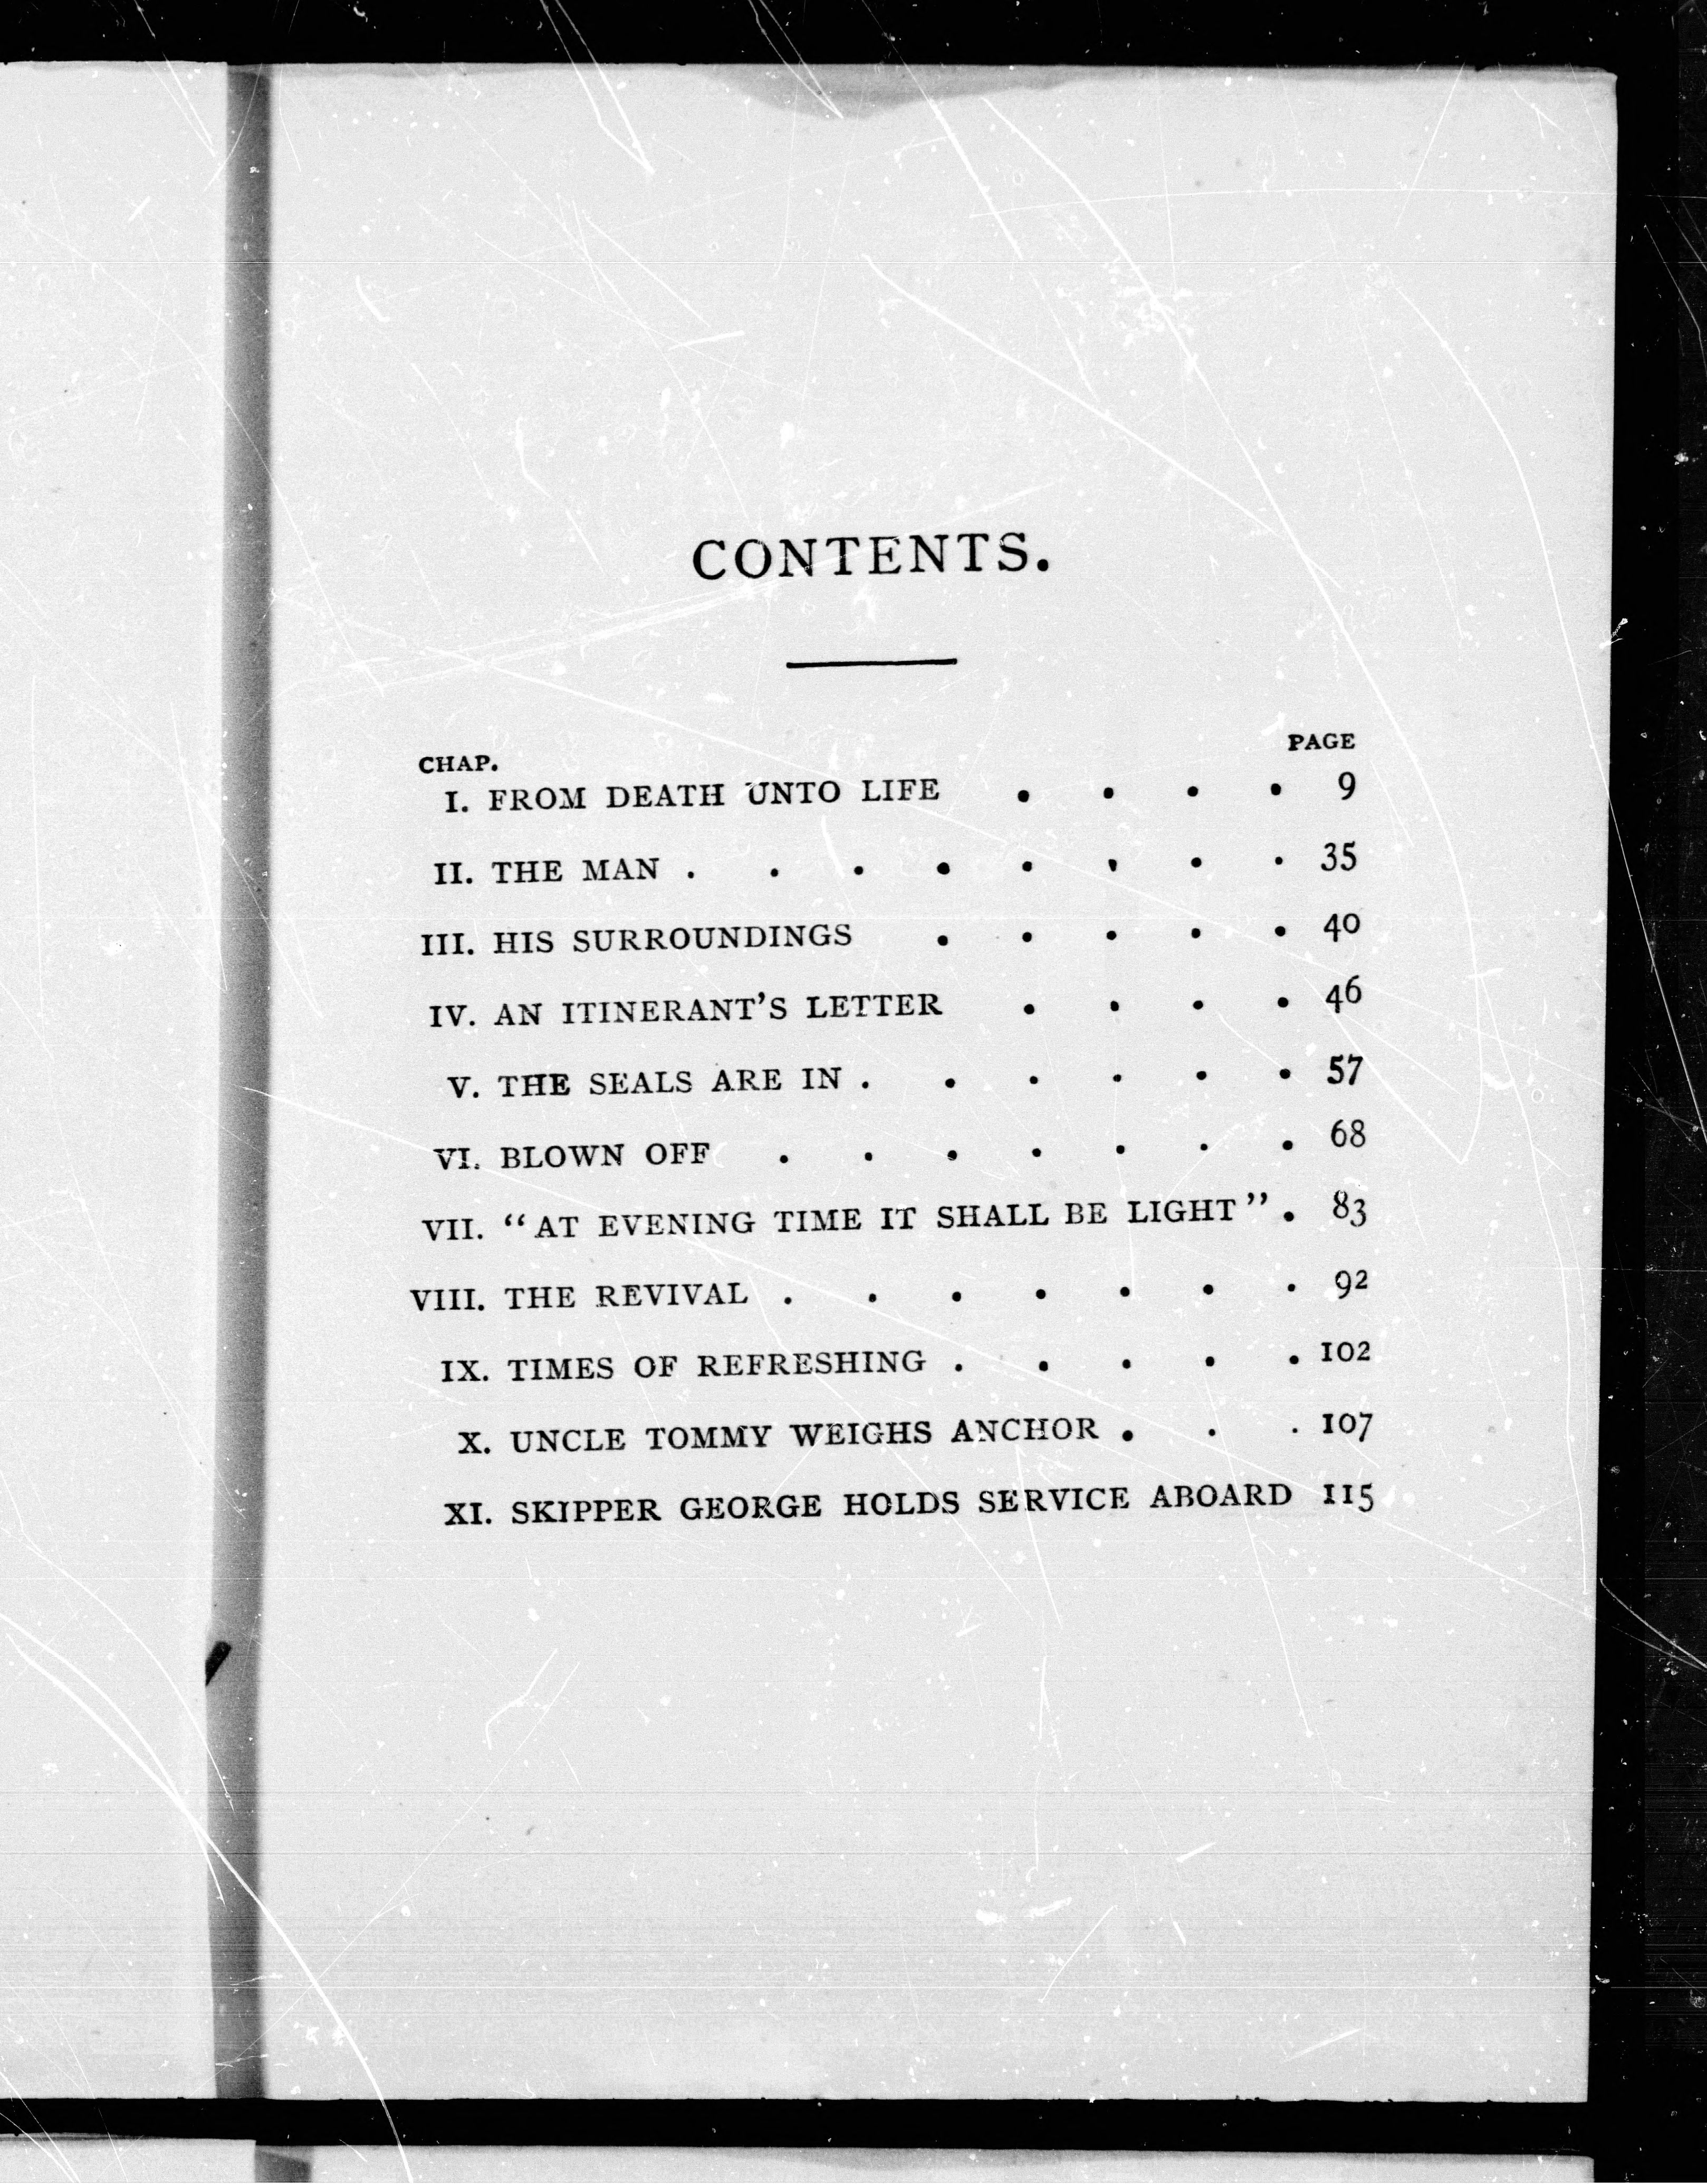 CONTENTS.
CHAP. PAGE
I. FROM DEATH UNTO LIFE . . . . 9
II. THE MAN . . . . . . . . 35
III. HIS SURROUNDINGS . . . . . 40
IV. AN ITINERANT'S LETTER . . . . 46
V. THE SEALS ARE IN . . . . . . 57
VI. BLOWN OFF . . . . . . . 68
VII. “AT EVENING TIME IT SHALL BE LIGHT” . 83
VIII. THE REVIVAL . . . . . . . 92
IX. TIMES OF REFRESHING . . . . . 102
X. UNCLE TOMMY WEIGHS ANCHOR . . . 107
XI. SKIPPER GEORGE HOLDS SERVICE ABOARD 115